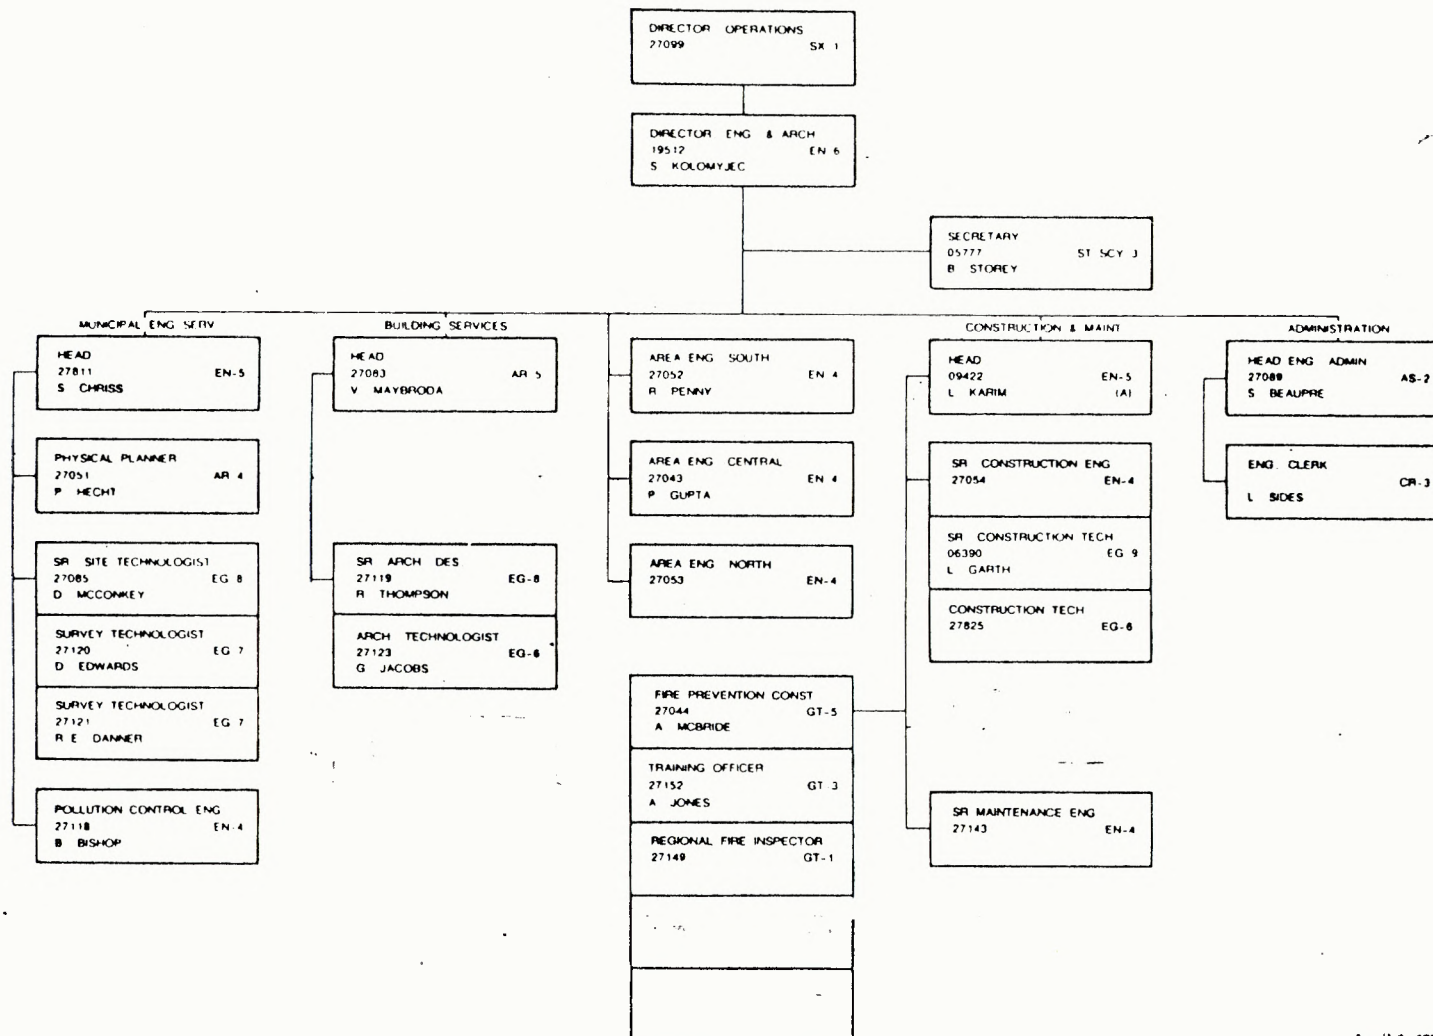 DIRECTOR OPERATIONS
27099 SX 1
DIRECTOR ENG & ARCH
19512 EN 6
S KOLOMYJEC
SECRETARY
05777 ST SCY 3
B STOREY
MUNICIPAL ENG SERV
HEAD
27811 EN-5
S CHRISS
PHYSICAL PLANNER
27051 AR 4
P HECHT
SR SITE TECHNOLOGIST
27085 EG 8
D MCCONKEY
SURVEY TECHNOLOGIST
27120 EG 7
D EDWARDS
SURVEY TECHNOLOGIST
27121 EG 7
R E DANNER
POLLUTION CONTROL ENG
27118 EN-4
B BISHOP
BUILDING SERVICES
HEAD
27083 AR 5
V MAYBRODA
SR ARCH DES
27119 EG-8
R THOMPSON
ARCH TECHNOLOGIST
27123 EG-6
G JACOBS
AREA ENG SOUTH
27052 EN 4
R PENNY
AREA ENG CENTRAL
27043 EN 4
P GUPTA
AREA ENG NORTH
27053 EN-4
FIRE PREVENTION CONST
27044 GT-5
A MCBRIDE
TRAINING OFFICER
27152 GT 3
A JONES
REGIONAL FIRE INSPECTOR
27149 GT-1
CONSTRUCTION & MAINT
HEAD
09422 EN-5
L KARIM (A)
SR CONSTRUCTION ENG
27054 EN-4
SR CONSTRUCTION TECH
06390 EG 9
L GARTH
CONSTRUCTION TECH
27825 EG-6
SR MAINTENANCE ENG
27143 EN-4
ADMINISTRATION
HEAD ENG ADMIN
27089 AS-2
S BEAUPRE
ENG. CLERK
CR-3
L SIDES